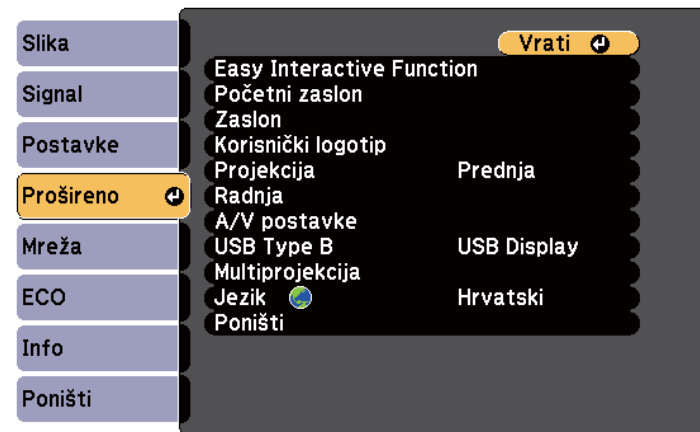 Slika
Signal
Postavke
Prošireno
Mreža
ECO
Info
Poništi
Vrati
Easy Interactive Function
Početni zaslon
Zaslon
Korisnički logotip
Projekcija Prednja
Radnja
A/V postavke
USB Type B USB Display
Multiprojekcija
Jezik Hrvatski
Poništi